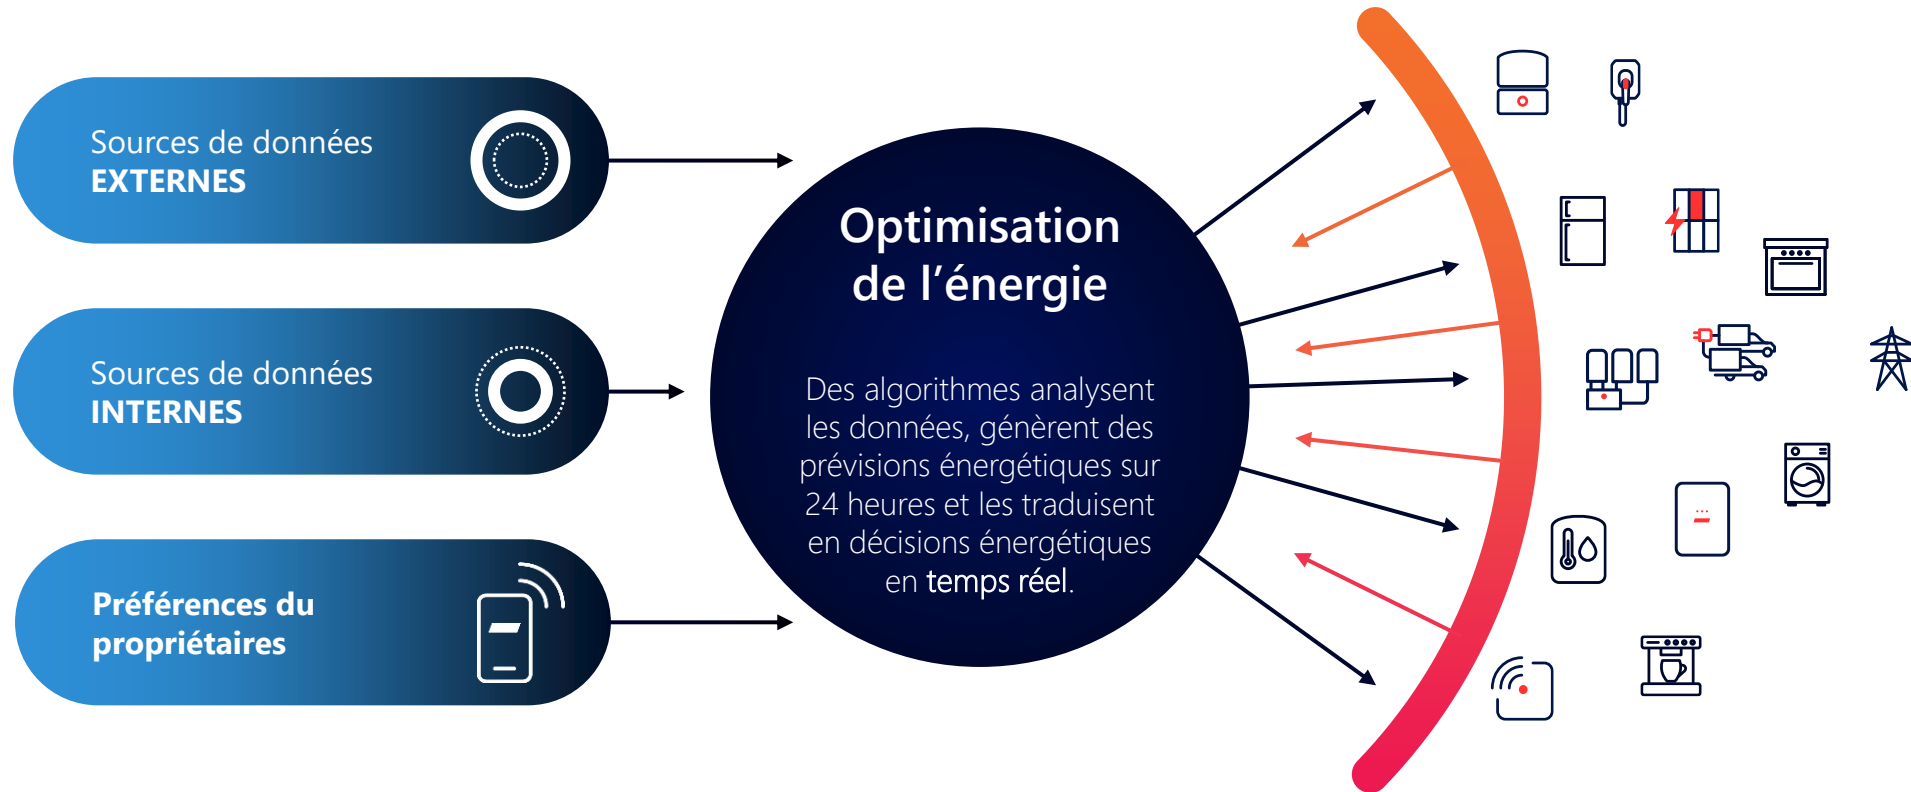 Sources de données
EXTERNES
Sources de données
INTERNES
Préférences du
propriétaires
Optimisation
de l’énergie
Des algorithmes analysent
les données, génèrent des
prévisions énergétiques sur
24 heures et les traduisent
en décisions énergétiques
en temps réel.